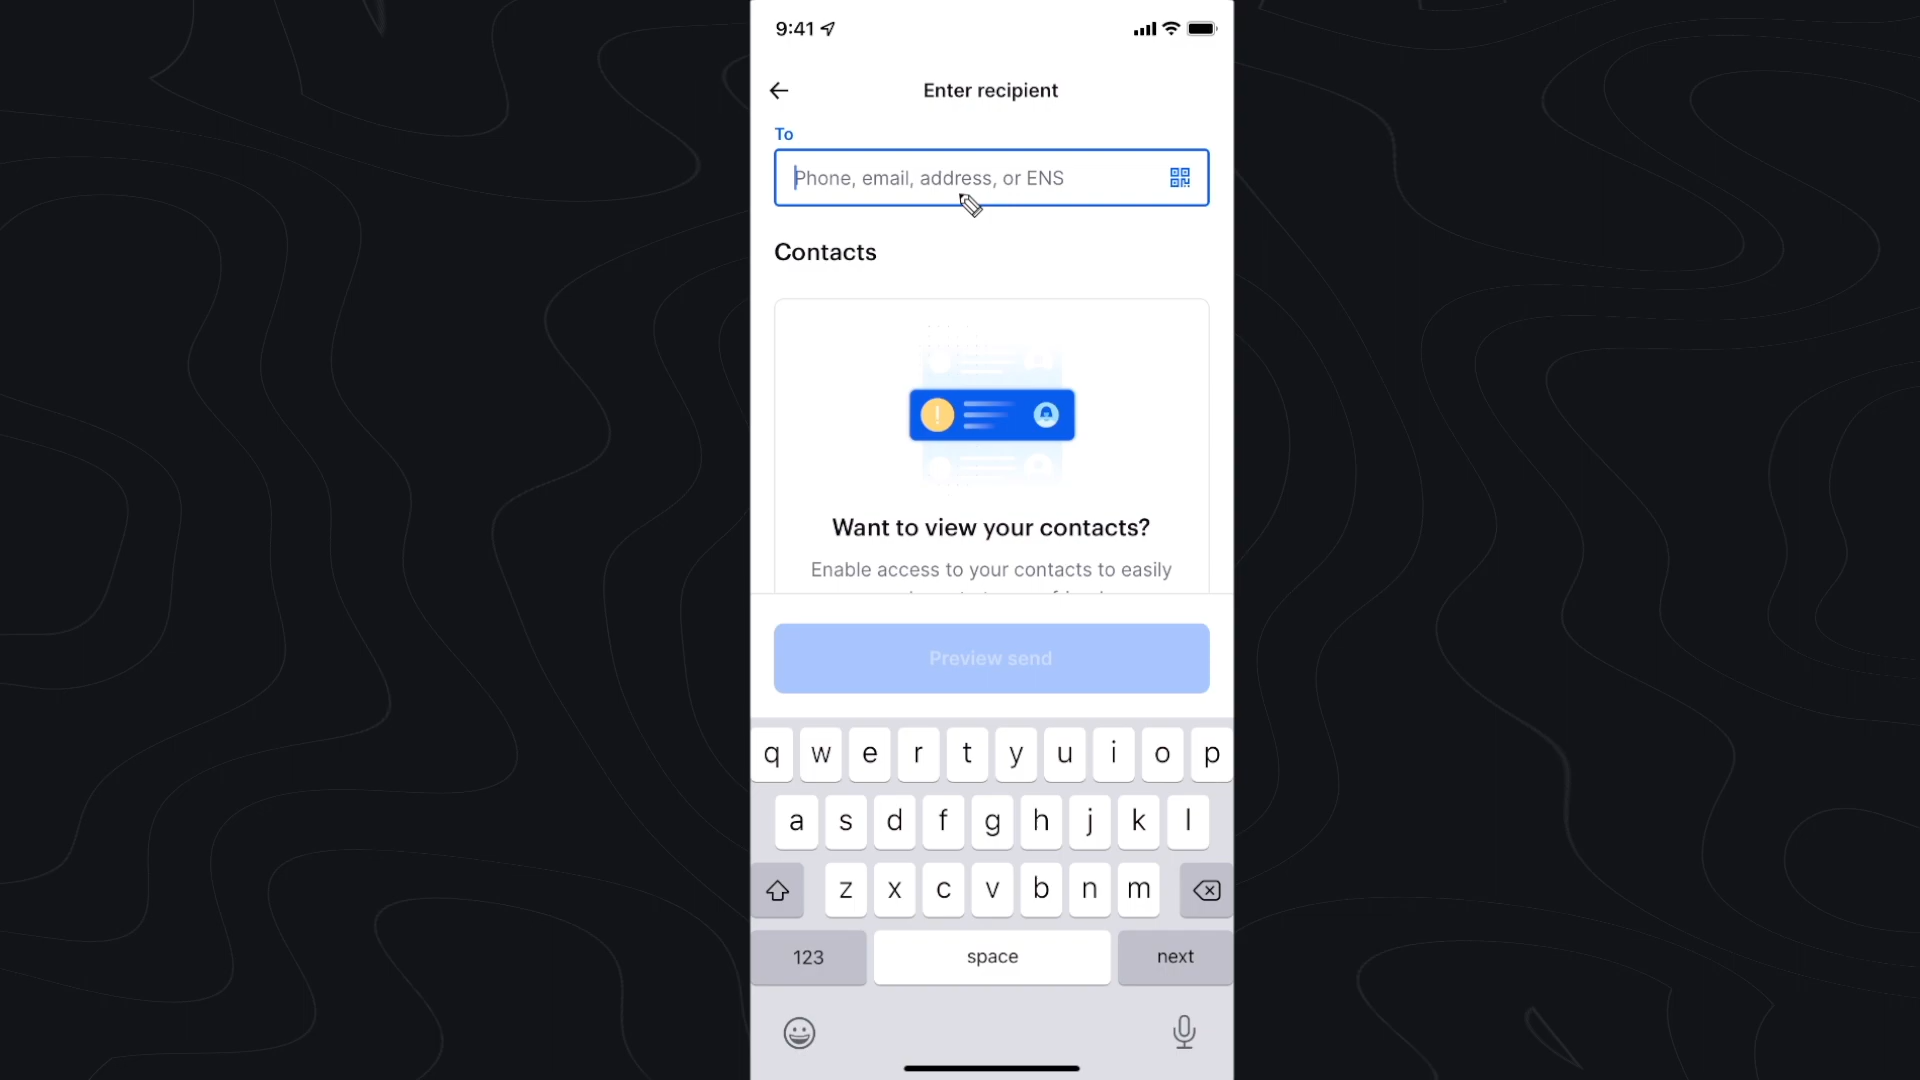 9:41
Enter recipient
To
Phone, email, address, or ENS
Contacts
Want to view your contacts?
Enable access to your contacts to easily
Preview send
q w e r t y u i o p
a s d f g h j k l
z x c v b n m
123 space next